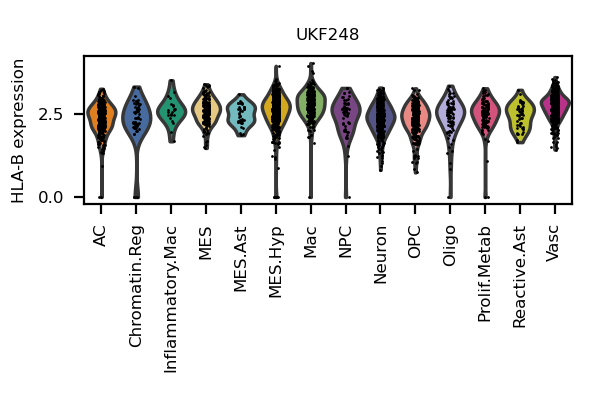 UKF248
HLA-B expression
2.5
0.0
AC
Chromatin.Reg
Inflammatory.Mac
MES
MES.Ast
MES.Hyp
Mac
NPC
Neuron
OPC
Oligo
Prolif.Metab
Reactive.Ast
Vasc